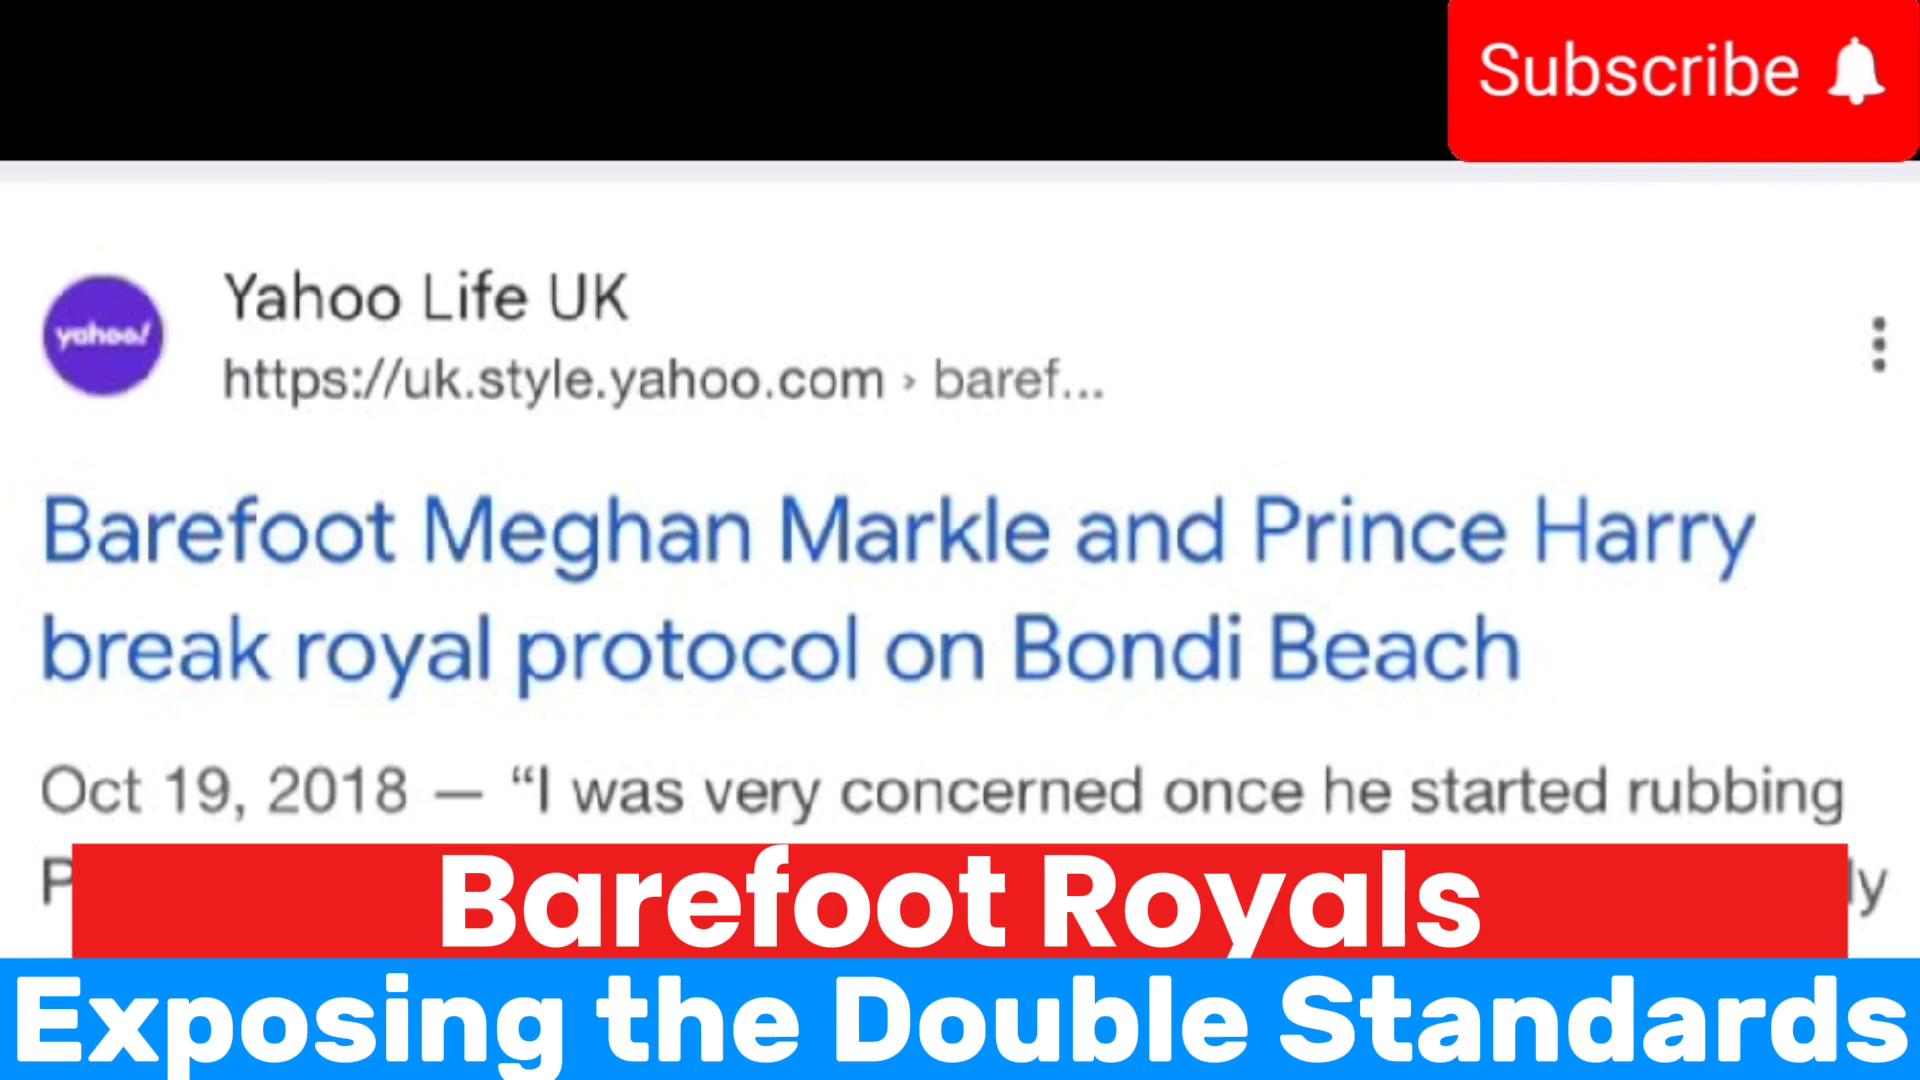 Subscribe
yahoo!
Yahoo Life UK
https://uk.style.yahoo.com › baref...
Barefoot Meghan Markle and Prince Harry
break royal protocol on Bondi Beach
Oct 19, 2018 — “I was very concerned once he started rubbing
Barefoot Royals
Exposing the Double Standards